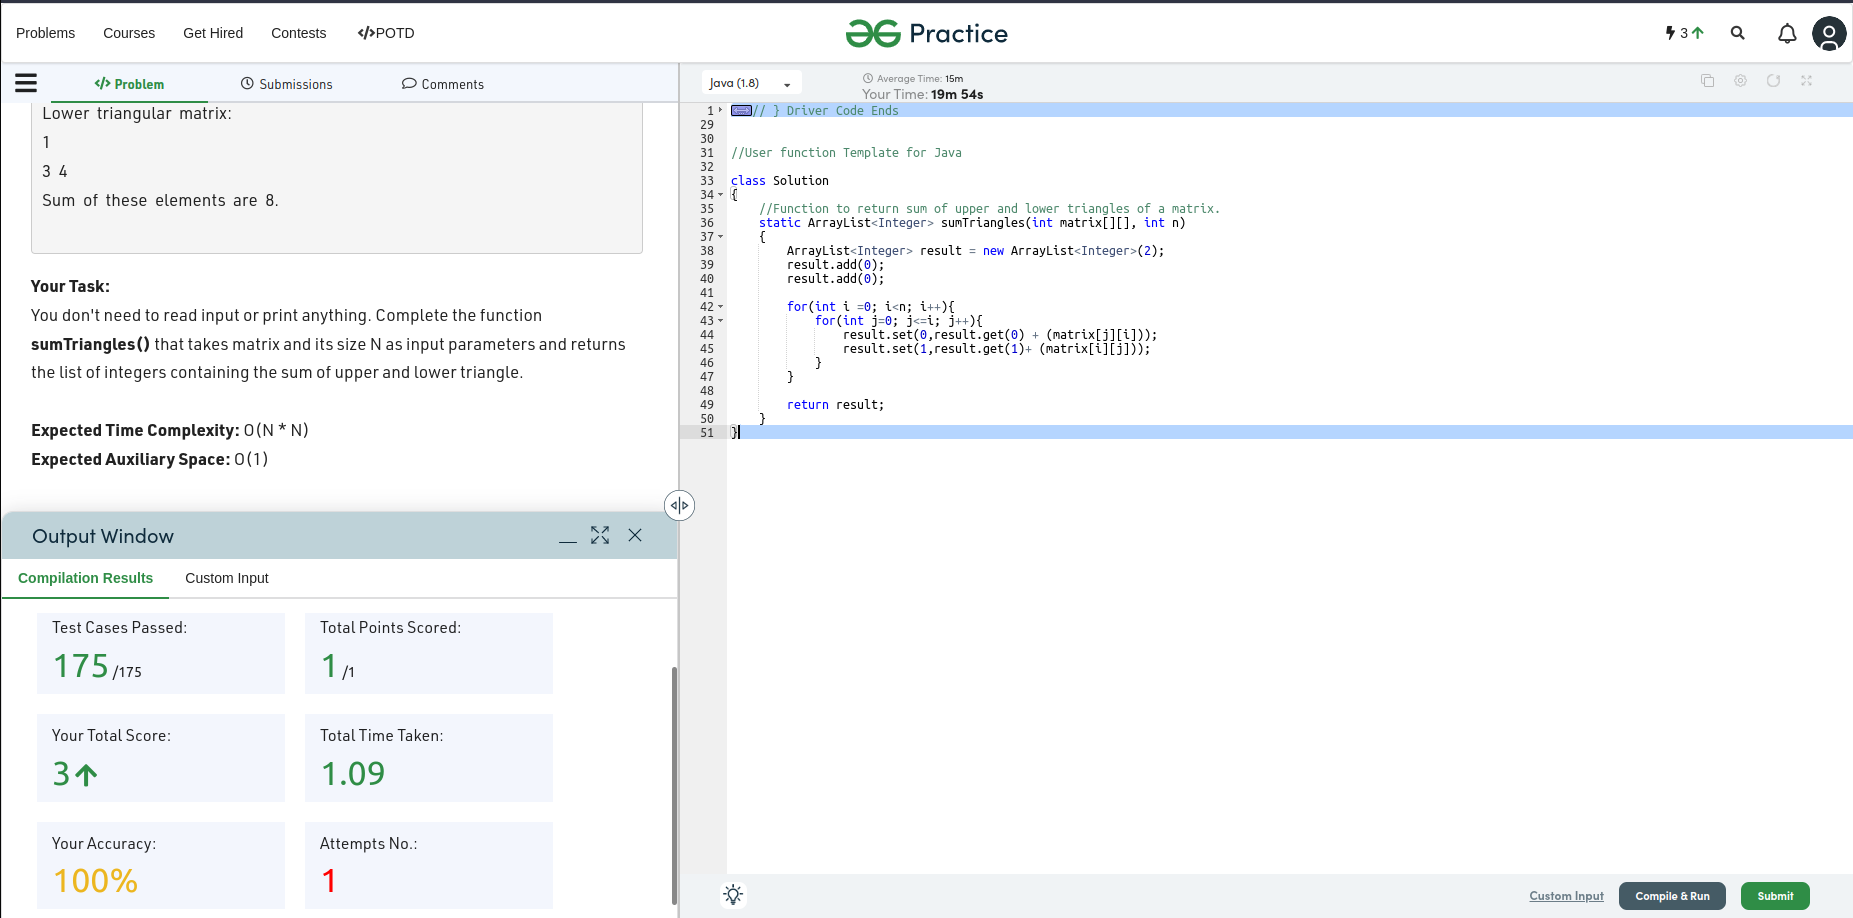 Problems Courses Get Hired Contests </>POTD
Practice
3
</> Problem Submissions Comments
Java (1.8)
Average Time: 15m
Your Time: 19m 54s
Lower triangular matrix:
1
3 4
Sum of these elements are 8.
Your Task:
You don't need to read input or print anything. Complete the function
sumTriangles() that takes matrix and its size N as input parameters and returns
the list of integers containing the sum of upper and lower triangle.
Expected Time Complexity: O(N * N)
Expected Auxiliary Space: O(1)
Output Window
Compilation Results Custom Input
Test Cases Passed: Total Points Scored:
175 /175 1 /1
Your Total Score: Total Time Taken:
3 1.09
Your Accuracy: Attempts No.:
100% 1
1 // } Driver Code Ends
29
30
31 //User function Template for Java
32
33 class Solution
34 {
35 //Function to return sum of upper and lower triangles of a matrix.
36 static ArrayList<Integer> sumTriangles(int matrix[][], int n)
37 {
38 ArrayList<Integer> result = new ArrayList<Integer>(2);
39 result.add(0);
40 result.add(0);
41
42 for(int i =0; i<n; i++){
43 for(int j=0; j<=i; j++){
44 result.set(0,result.get(0) + (matrix[j][i]));
45 result.set(1,result.get(1)+ (matrix[i][j]));
46 }
47 }
48
49 return result;
50 }
51 }
Custom Input Compile & Run Submit